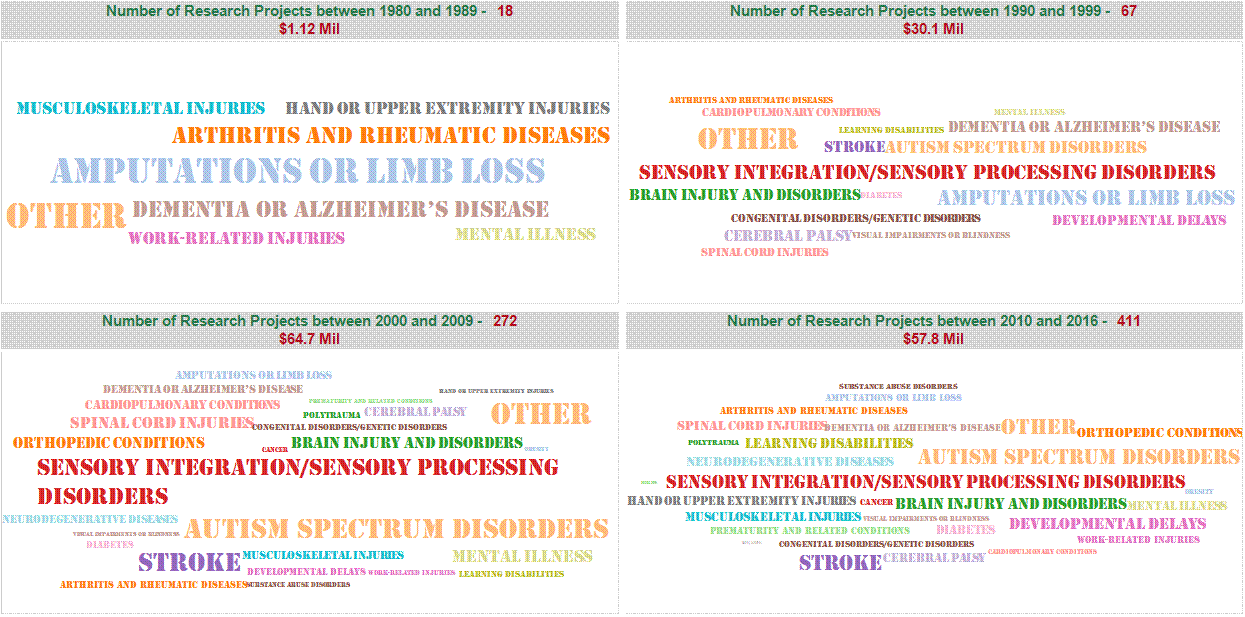 Number of Research Projects between 1980 and 1989 - 18
$1.12 Mil
MUSCULOSKELETAL INJURIES
HAND OR UPPER EXTREMITY INJURIES
ARTHRITIS AND RHEUMATIC DISEASES
AMPUTATIONS OR LIMB LOSS
OTHER
DEMENTIA OR ALZHEIMER'S DISEASE
WORK-RELATED INJURIES
MENTAL ILLNESS
Number of Research Projects between 1990 and 1999 - 67
$30.1 Mil
ARTHRITIS AND RHEUMATIC DISEASES
CARDIOPULMONARY CONDITIONS
MENTAL ILLNESS
OTHER
LEARNING DISABILITIES
DEMENTIA OR ALZHEIMER'S DISEASE
STROKE
AUTISM SPECTRUM DISORDERS
SENSORY INTEGRATION/SENSORY PROCESSING DISORDERS
BRAIN INJURY AND DISORDERS
DIABETES
AMPUTATIONS OR LIMB LOSS
CONGENITAL DISORDERS/GENETIC DISORDERS
DEVELOPMENTAL DELAYS
CEREBRAL PALSY
VISUAL IMPAIRMENTS OR BLINDNESS
SPINAL CORD INJURIES
Number of Research Projects between 2000 and 2009 - 272
$64.7 Mil
AMPUTATIONS OR LIMB LOSS
DEMENTIA OR ALZHEIMER'S DISEASE
HAND OR UPPER EXTREMITY INJURIES
CARDIOPULMONARY CONDITIONS
PREMATURITY AND RELATED CONDITIONS
POLYTRAUMA
CEREBRAL PALSY
OTHER
SPINAL CORD INJURIES
CONGENITAL DISORDERS/GENETIC DISORDERS
ORTHOPEDIC CONDITIONS
BRAIN INJURY AND DISORDERS
CANCER
OBESITY
SENSORY INTEGRATION/SENSORY PROCESSING
DISORDERS
NEURODEGENERATIVE DISEASES
AUTISM SPECTRUM DISORDERS
VISUAL IMPAIRMENTS OR BLINDNESS
DIABETES
STROKE
MUSCULOSKELETAL INJURIES
MENTAL ILLNESS
DEVELOPMENTAL DELAYS
WORK-RELATED INJURIES
LEARNING DISABILITIES
ARTHRITIS AND RHEUMATIC DISEASES
SUBSTANCE ABUSE DISORDERS
Number of Research Projects between 2010 and 2016 - 411
$57.8 Mil
SUBSTANCE ABUSE DISORDERS
AMPUTATIONS OR LIMB LOSS
ARTHRITIS AND RHEUMATIC DISEASES
SPINAL CORD INJURIES
DEMENTIA OR ALZHEIMER'S DISEASE
OTHER
ORTHOPEDIC CONDITIONS
POLYTRAUMA
LEARNING DISABILITIES
NEURODEGENERATIVE DISEASES
AUTISM SPECTRUM DISORDERS
SENSORY INTEGRATION/SENSORY PROCESSING DISORDERS
OBESITY
HAND OR UPPER EXTREMITY INJURIES
CANCER
BRAIN INJURY AND DISORDERS
MENTAL ILLNESS
MUSCULOSKELETAL INJURIES
VISUAL IMPAIRMENTS OR BLINDNESS
DEVELOPMENTAL DELAYS
PREMATURITY AND RELATED CONDITIONS
DIABETES
WORK-RELATED INJURIES
CONGENITAL DISORDERS/GENETIC DISORDERS
CARDIOPULMONARY CONDITIONS
STROKE
CEREBRAL PALSY